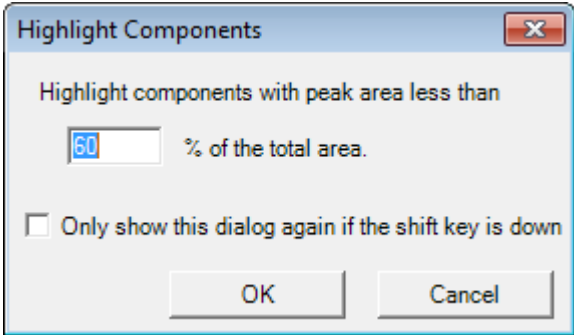 Highlight Components
Highlight components with peak area less than
60 % of the total area.
Only show this dialog again if the shift key is down
OK Cancel